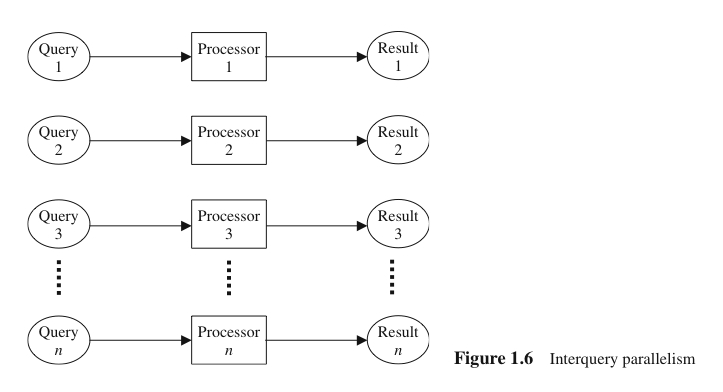 Query Processor Result
1 1 1
Query Processor Result
2 2 2
Query Processor Result
3 3 3
Query Processor Result
n n n
Figure 1.6 Interquery parallelism